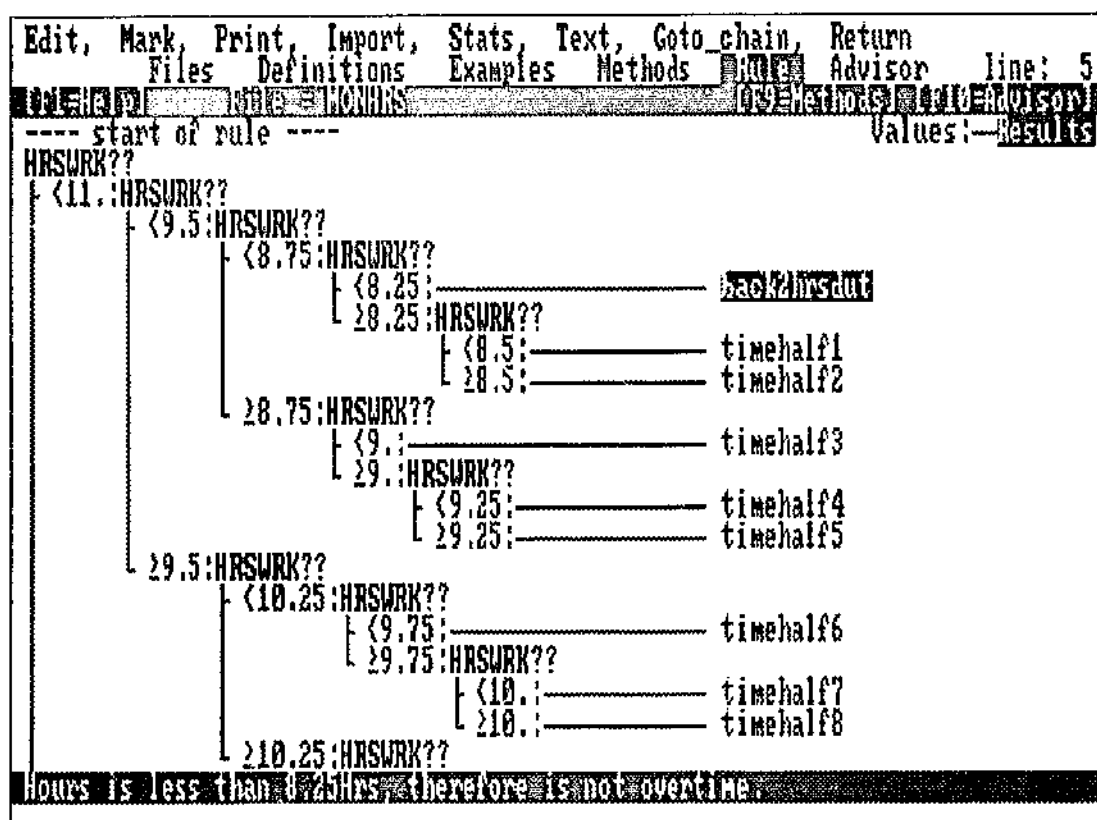 Edit, Mark, Print, Import, Stats, Text, Goto_chain, Return
Files Definitions Examples Methods Rule Advisor line: 5
[F1=Help] File = MONHRS [F9=Methods] [F10=Advisor]
---- start of rule ---- Values:—Results
HRSWRK??
<11.:HRSWRK??
<9.5:HRSWRK??
<8.75:HRSWRK??
<8.25: back2hrsdut
≥8.25:HRSWRK??
<8.5: timehalf1
≥8.5: timehalf2
≥8.75:HRSWRK??
<9.: timehalf3
≥9.:HRSWRK??
<9.25: timehalf4
≥9.25: timehalf5
≥9.5:HRSWRK??
<10.25:HRSWRK??
<9.75: timehalf6
≥9.75:HRSWRK??
<10.: timehalf7
≥10.: timehalf8
≥10.25:HRSWRK??
Hours is less than 8.25Hrs, therefore is not overtime.